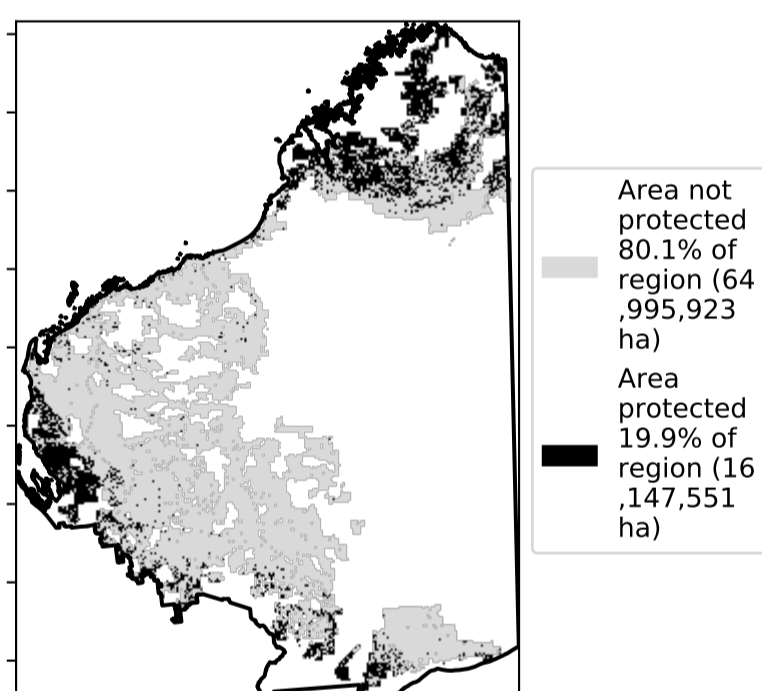 Area not
protected
80.1% of
region (64
,995,923
ha)
Area
protected
19.9% of
region (16
,147,551
ha)